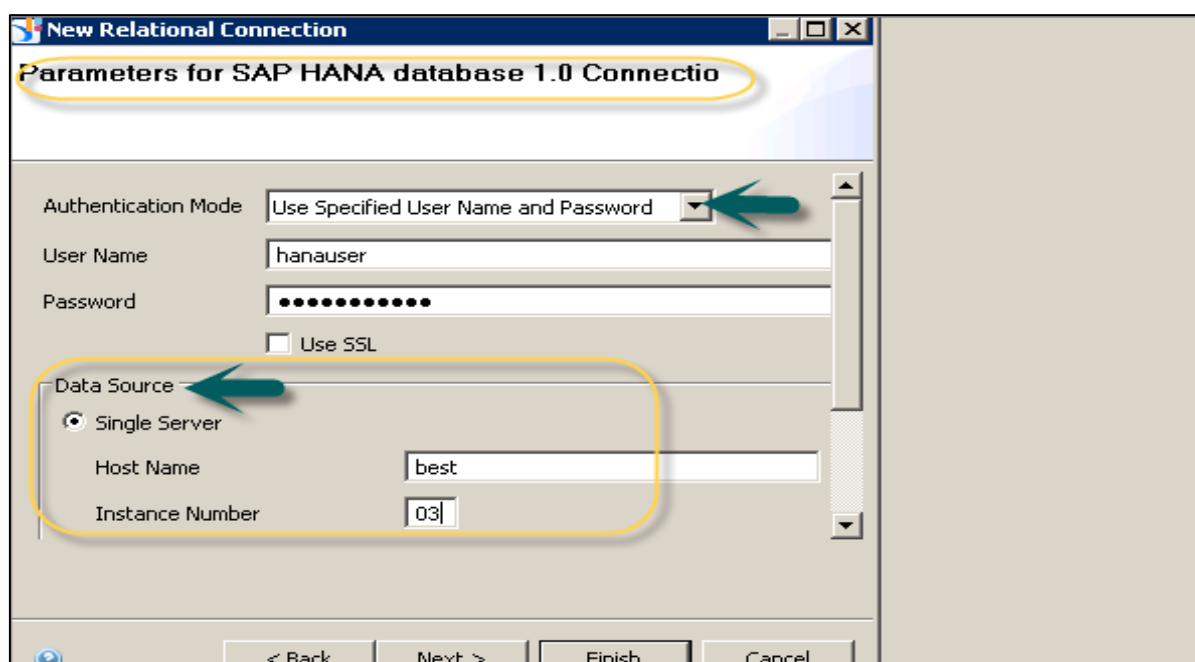 New Relational Connection
Parameters for SAP HANA database 1.0 Connectio
Authentication Mode Use Specified User Name and Password
User Name hanauser
Password •••••••••••
Use SSL
Data Source
Single Server
Host Name best
Instance Number 03
< Back Next > Finish Cancel